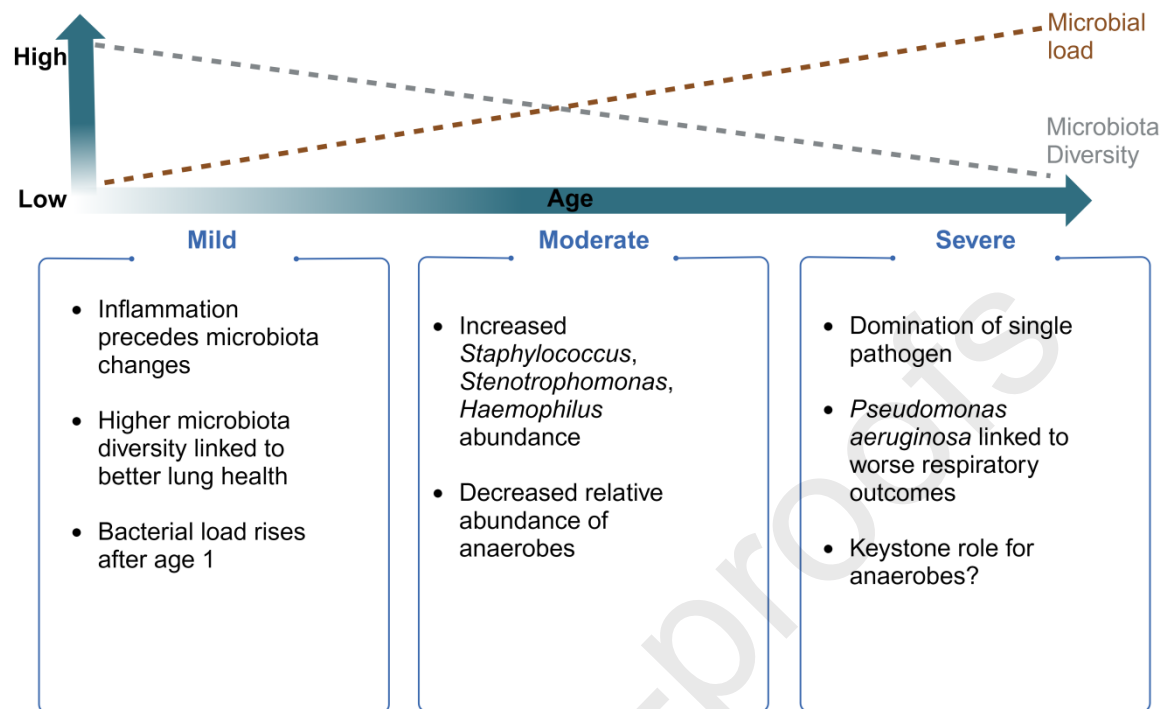 High
Microbial
load
Microbiota
Diversity
Low
Age
Mild
Moderate
Severe
• Inflammation
precedes microbiota
changes
• Higher microbiota
diversity linked to
better lung health
• Bacterial load rises
after age 1
• Increased
Staphylococcus,
Stenotrophomonas,
Haemophilus
abundance
• Decreased relative
abundance of
anaerobes
• Domination of single
pathogen
• Pseudomonas
aeruginosa linked to
worse respiratory
outcomes
• Keystone role for
anaerobes?
-proofs